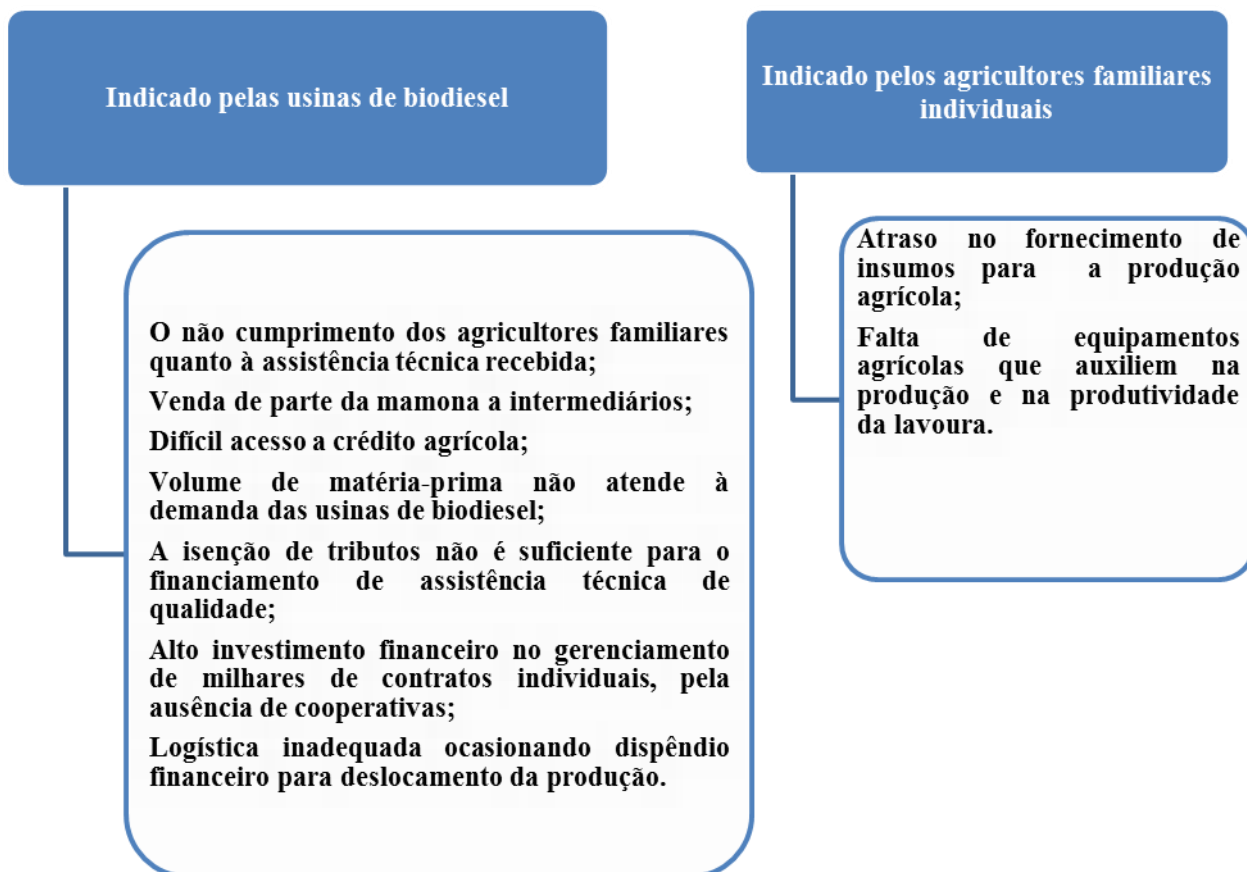 Indicado pelas usinas de biodiesel
O não cumprimento dos agricultores familiares
quanto à assistência técnica recebida;
Venda de parte da mamona a intermediários;
Difícil acesso a crédito agrícola;
Volume de matéria-prima não atende à
demanda das usinas de biodiesel;
A isenção de tributos não é suficiente para o
financiamento de assistência técnica de
qualidade;
Alto investimento financeiro no gerenciamento
de milhares de contratos individuais, pela
ausência de cooperativas;
Logística inadequada ocasionando dispêndio
financeiro para deslocamento da produção.
Indicado pelos agricultores familiares
individuais
Atraso no fornecimento de
insumos para a produção
agrícola;
Falta de equipamentos
agrícolas que auxiliem na
produção e na produtividade
da lavoura.